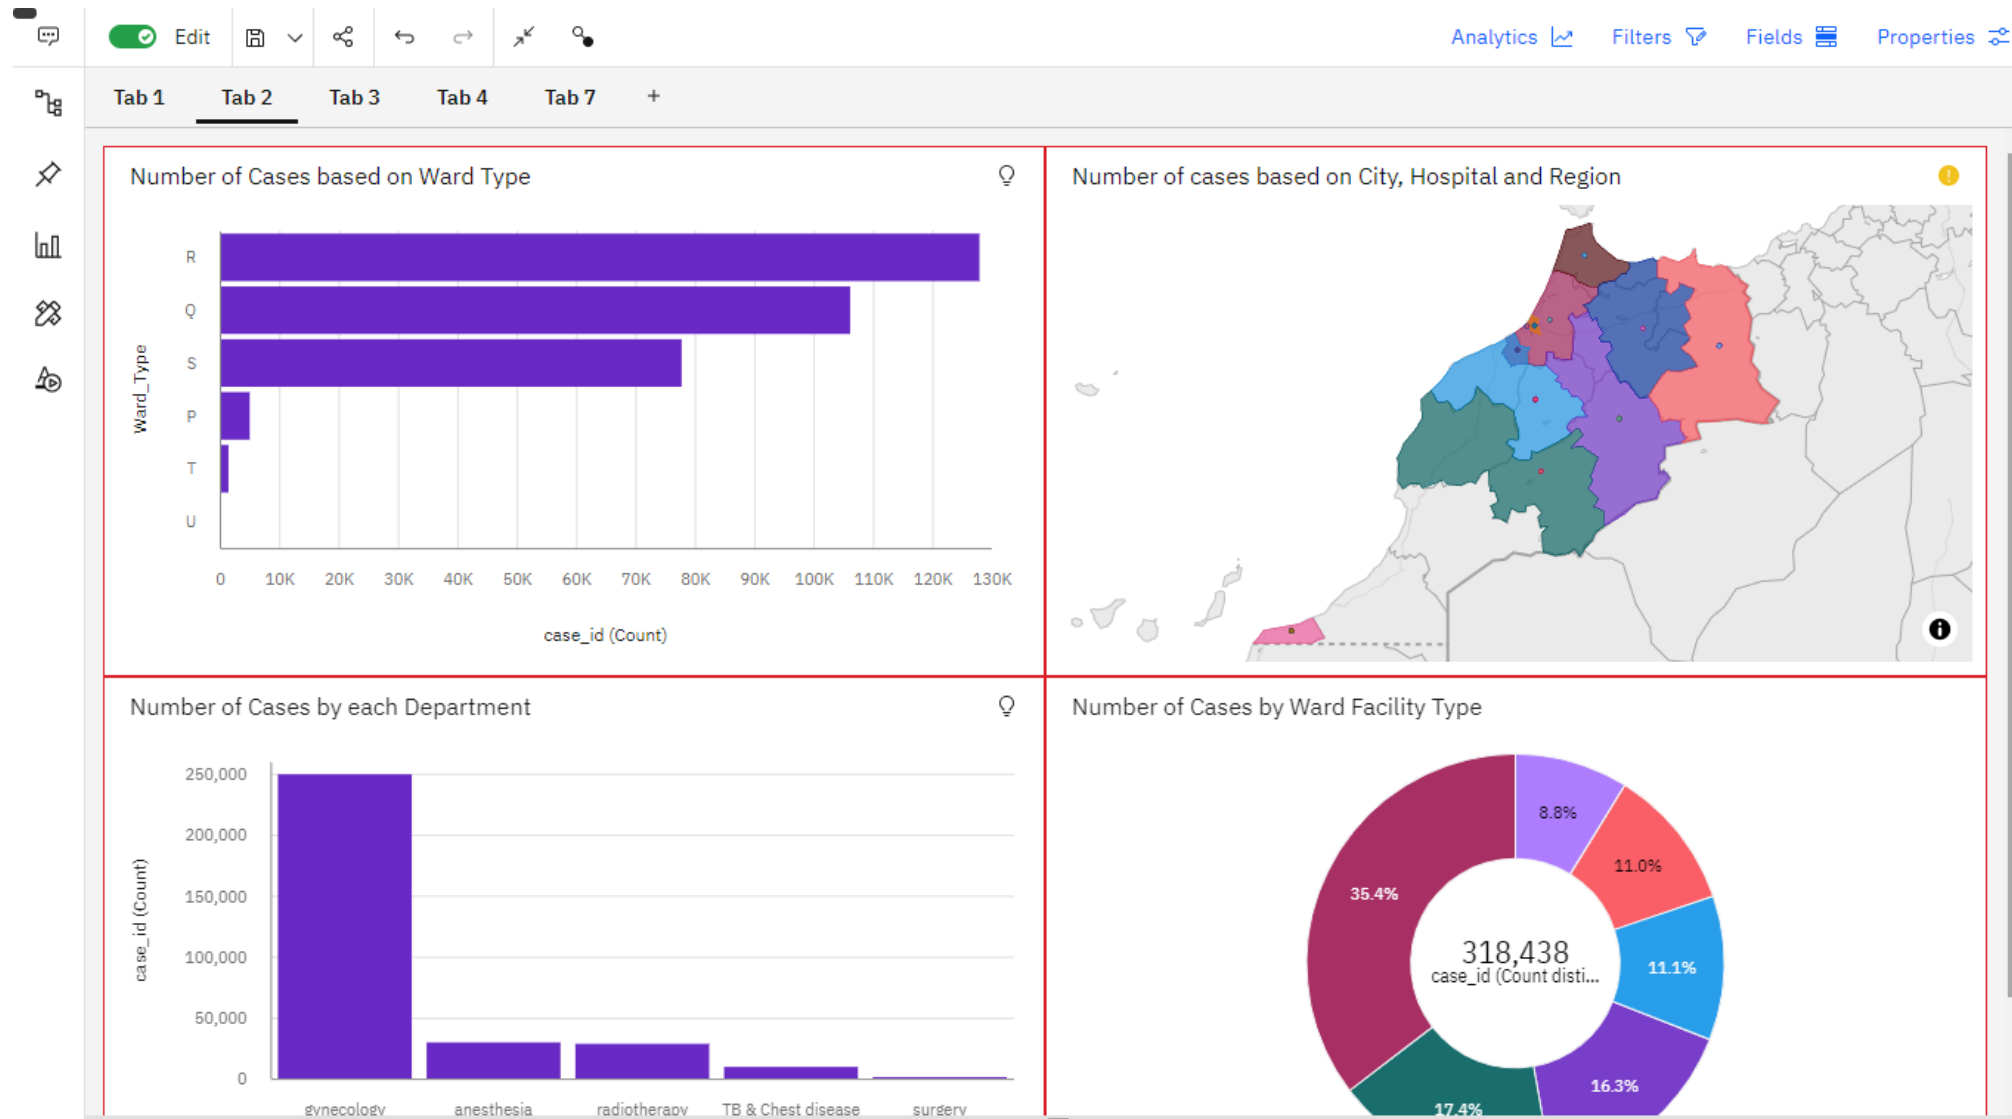 Edit
Analytics
Filters
Fields
Properties
Tab 1
Tab 2
Tab 3
Tab 4
Tab 7
+
Number of Cases based on Ward Type
Ward_Type
R
Q
S
P
T
U
0 10K 20K 30K 40K 50K 60K 70K 80K 90K 100K 110K 120K 130K
case_id (Count)
Number of cases based on City, Hospital and Region
Number of Cases by each Department
case_id (Count)
250,000
200,000
150,000
100,000
50,000
0
gynecology anesthesia radiotherapy TB & Chest disease surgery
Number of Cases by Ward Facility Type
8.8%
11.0%
35.4%
318,438
case_id (Count disti...
11.1%
16.3%
17.4%